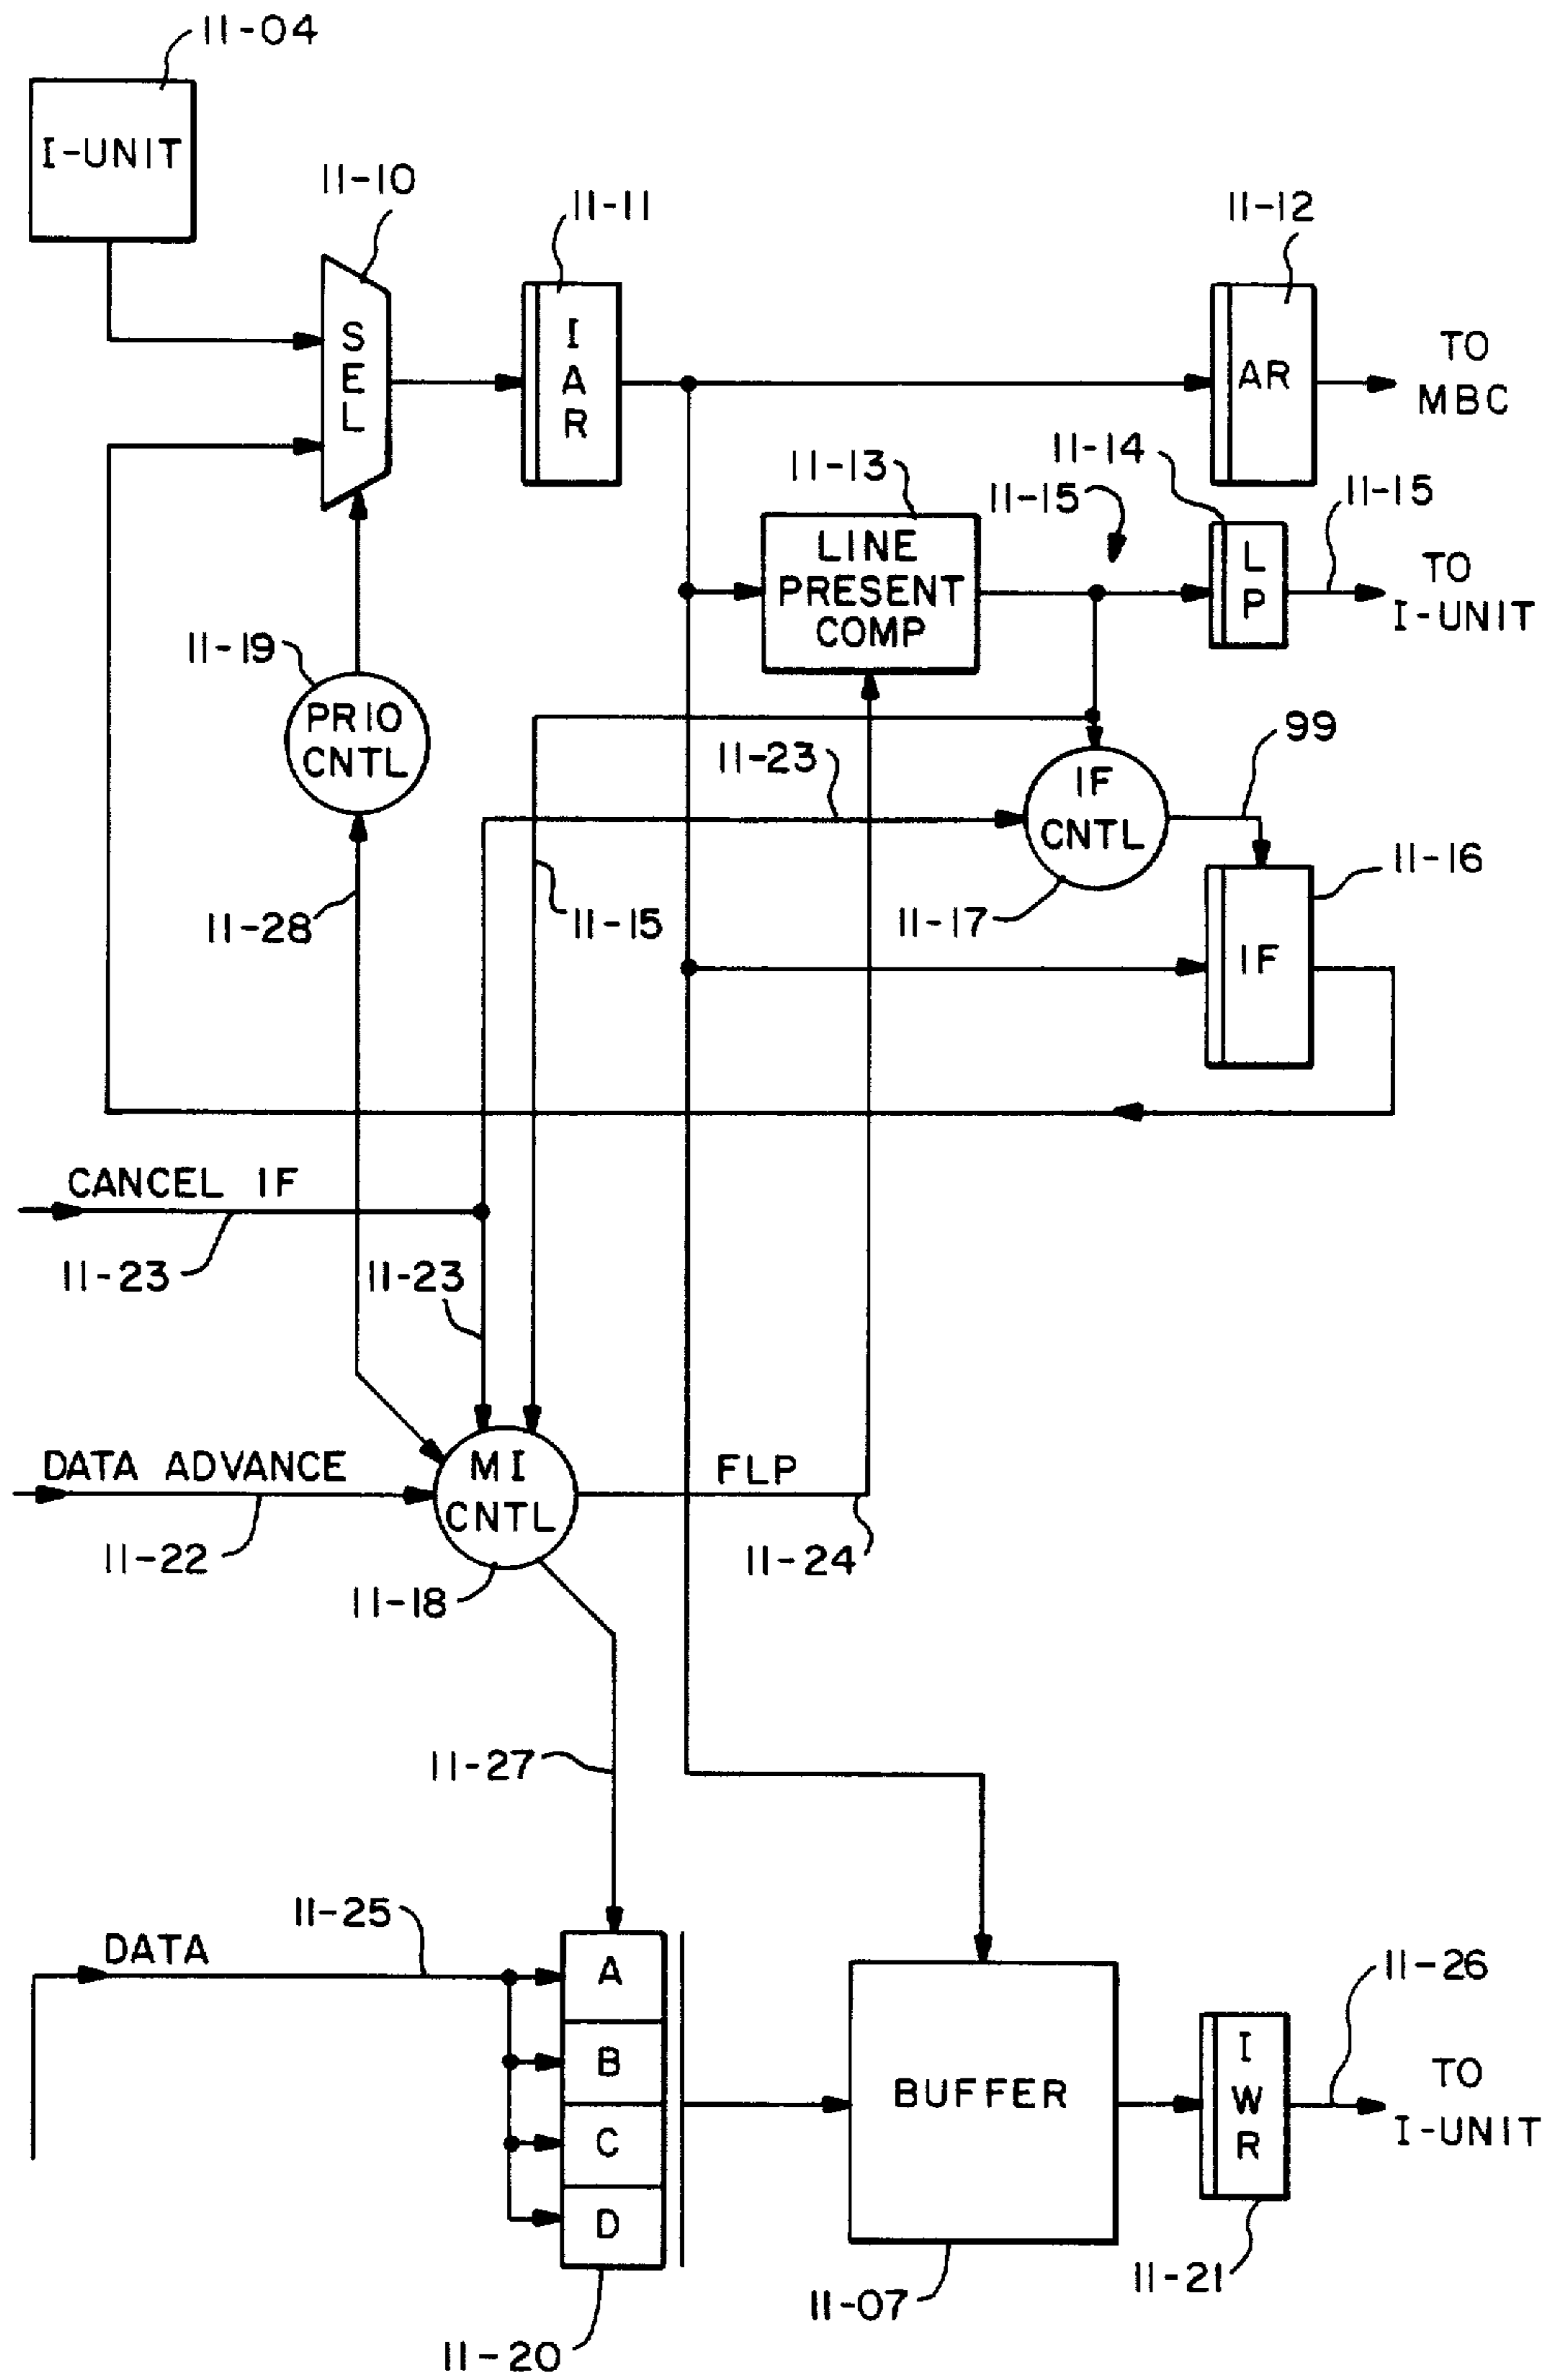 11-04
I-UNIT
11-10
11-11
11-12
SEL
IAR
AR
TO
MBC
11-13
11-14
11-15
11-15
LINE
PRESENT
COMP
LP
TO
I-UNIT
11-19
PRIO
CNTL
11-23
99
IF
CNTL
11-16
11-28
11-15
11-17
IF
CANCEL IF
11-23
11-23
DATA ADVANCE
MI
CNTL
FLP
11-22
11-24
11-18
11-27
11-25
DATA
A
B
C
D
BUFFER
IWR
11-26
TO
I-UNIT
11-21
11-07
11-20